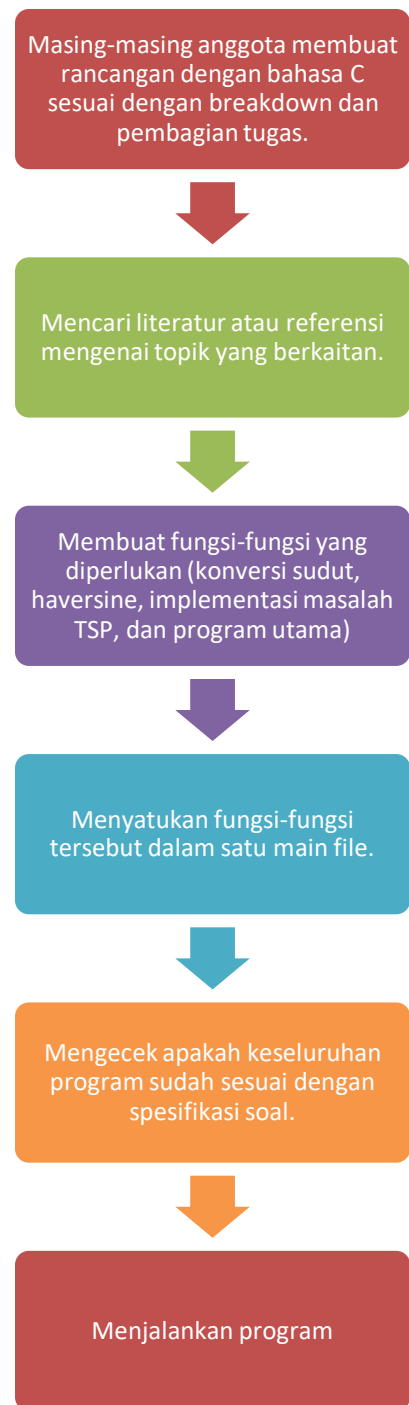 Masing-masing anggota membuat
rancangan dengan bahasa C
sesuai dengan breakdown dan
pembagian tugas.
Mencari literatur atau referensi
mengenai topik yang berkaitan.
Membuat fungsi-fungsi yang
diperlukan (konversi sudut,
haversine, implementasi masalah
TSP, dan program utama)
Menyatukan fungsi-fungsi
tersebut dalam satu main file.
Mengecek apakah keseluruhan
program sudah sesuai dengan
spesifikasi soal.
Menjalankan program